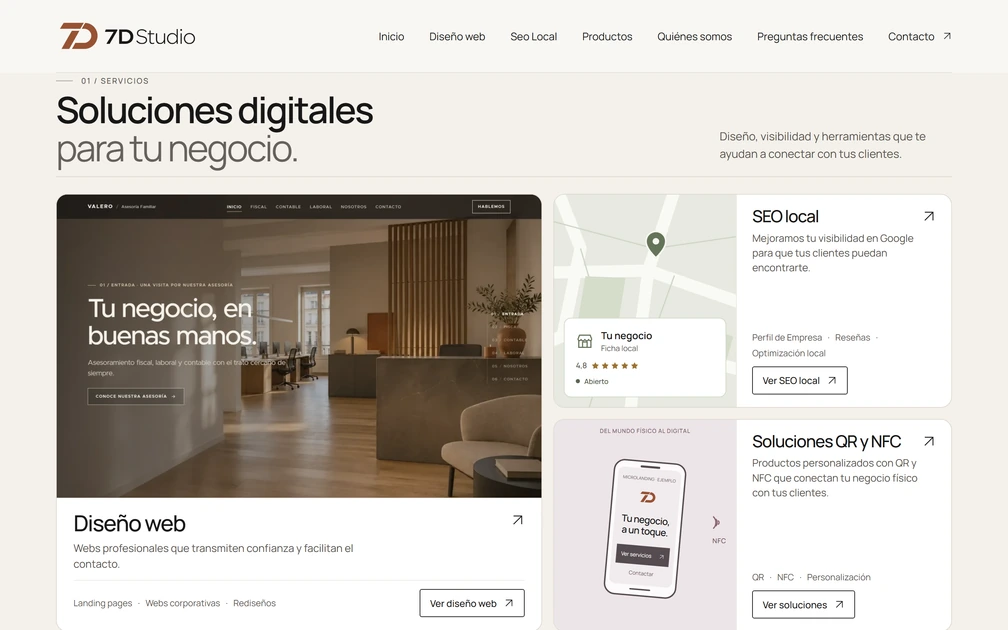 7D Studio
Inicio
Diseño web
Seo Local
Productos
Quiénes somos
Preguntas frecuentes
Contacto
01 / SERVICIOS
Soluciones digitales
para tu negocio.
Diseño, visibilidad y herramientas que te
ayudan a conectar con tus clientes.
VALERO / Asesoría Familiar
INICIO
FISCAL
CONTABLE
LABORAL
NOSOTROS
CONTACTO
HABLEMOS
01 / ENTRADA · UNA VISITA POR NUESTRA ASESORÍA
Tu negocio, en
buenas manos.
Asesoramiento fiscal, laboral y contable con el trato cercano de
siempre.
CONOCE NUESTRA ASESORÍA
Diseño web
Webs profesionales que transmiten confianza y facilitan el
contacto.
Landing pages · Webs corporativas · Rediseños
Ver diseño web
Tu negocio
Ficha local
4,8
Abierto
SEO local
Mejoramos tu visibilidad en Google
para que tus clientes puedan
encontrarte.
Perfil de Empresa · Reseñas ·
Optimización local
Ver SEO local
DEL MUNDO FÍSICO AL DIGITAL
MICROLANDING EJEMPLO
7D
Tu negocio,
a un toque.
Ver servicios
Contactar
NFC
Soluciones QR y NFC
Productos personalizados con QR y
NFC que conectan tu negocio físico
con tus clientes.
QR · NFC · Personalización
Ver soluciones